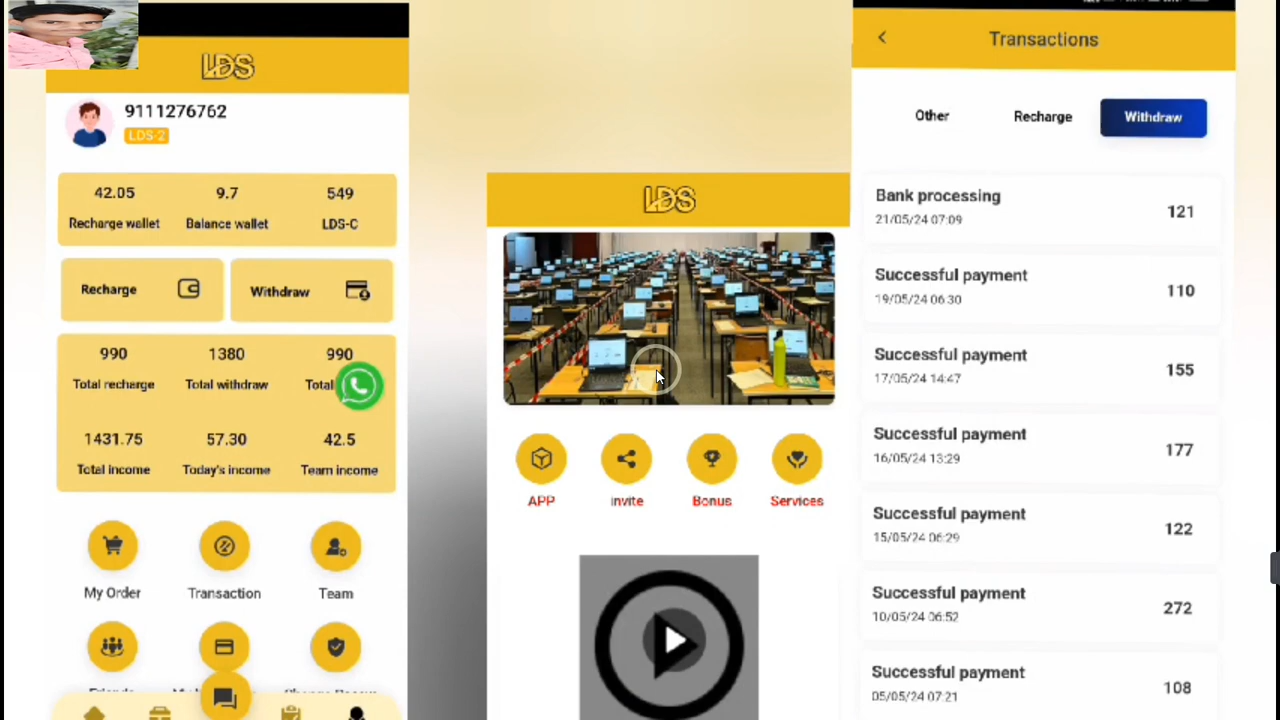 LDS
9111276762
LDS-2
42.05 9.7 549
Recharge wallet Balance wallet LDS-C
Recharge Withdraw
990 1380 990
Total recharge Total withdraw Total
1431.75 57.30 42.5
Total income Today's income Team income
My Order Transaction Team
LDS
APP invite Bonus Services
Transactions
Other Recharge Withdraw
Bank processing
21/05/24 07:09
121
Successful payment
19/05/24 06:30
110
Successful payment
17/05/24 14:47
155
Successful payment
16/05/24 13:29
177
Successful payment
15/05/24 06:29
122
Successful payment
10/05/24 06:52
272
Successful payment
05/05/24 07:21
108